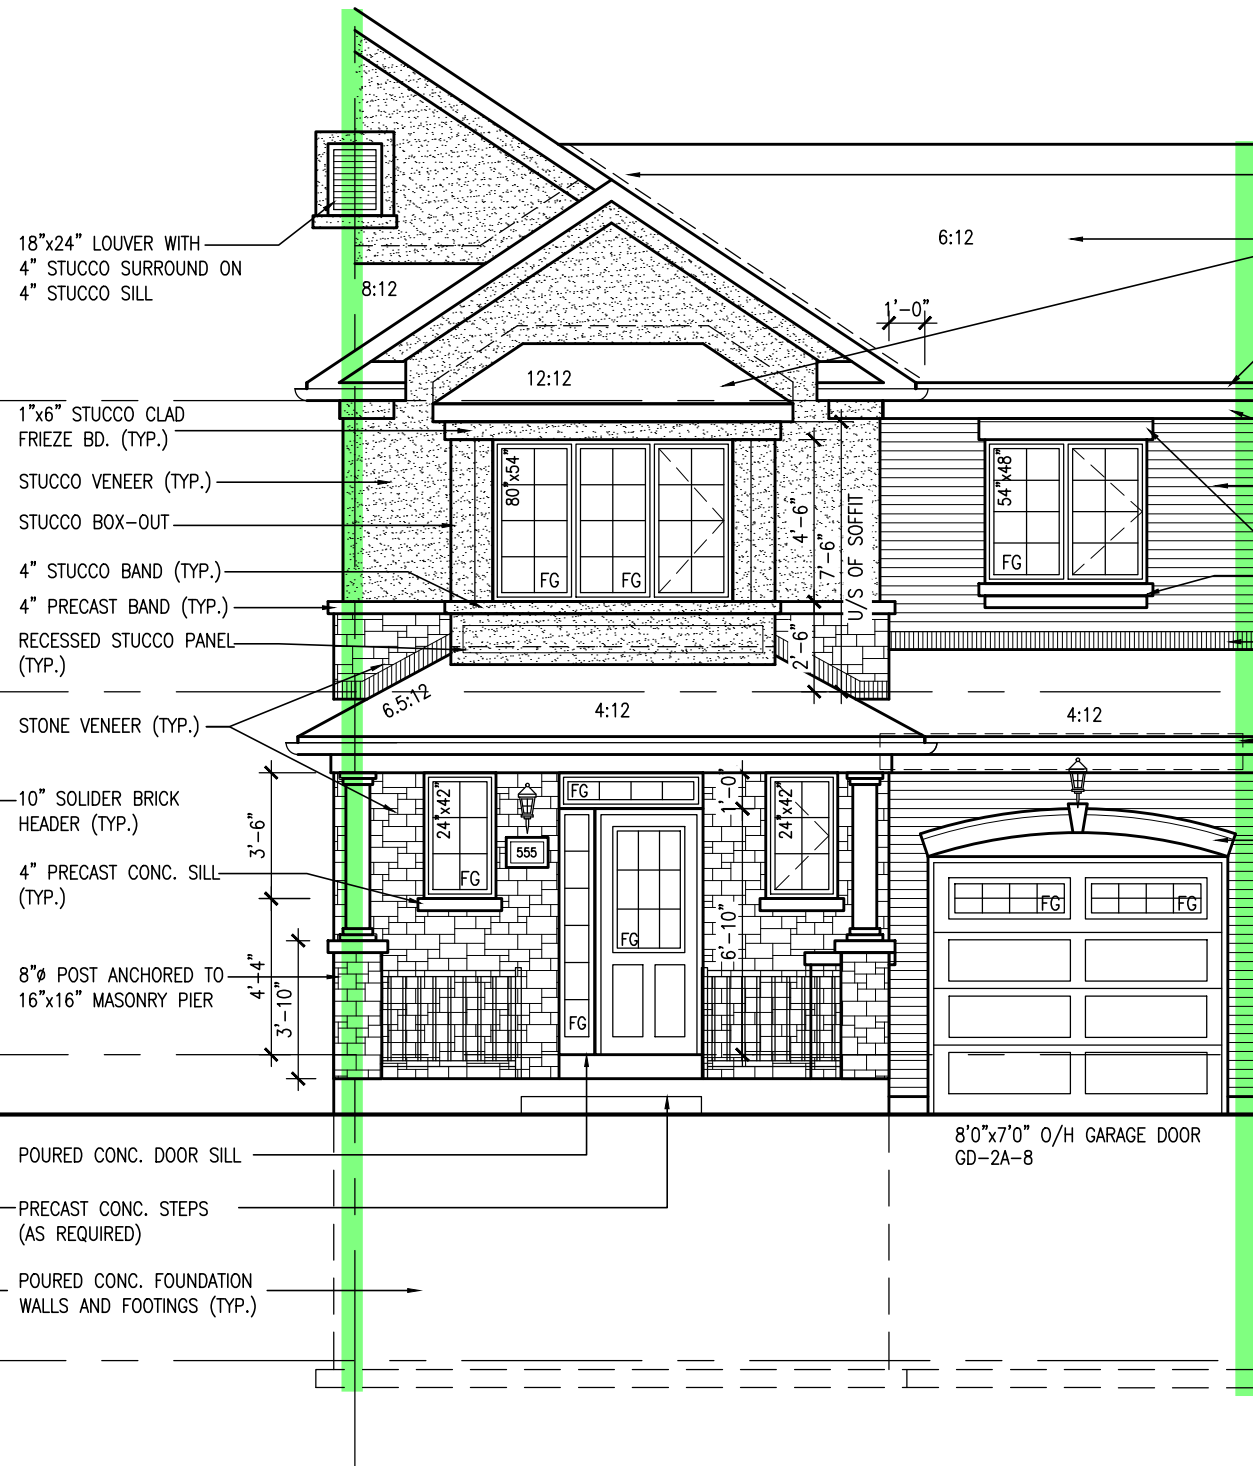 18"x24" LOUVER WITH
4" STUCCO SURROUND ON
4" STUCCO SILL
8:12
6:12
1'-0"
12:12
1"x6" STUCCO CLAD
FRIEZE BD. (TYP.)
STUCCO VENEER (TYP.)
STUCCO BOX-OUT
4" STUCCO BAND (TYP.)
4" PRECAST BAND (TYP.)
RECESSED STUCCO PANEL
(TYP.)
80"x54"
FG
FG
4'-6"
7'-6"
U/S OF SOFFIT
2'-6"
54"x48"
FG
6.5:12
4:12
4:12
STONE VENEER (TYP.)
10" SOLIDER BRICK
HEADER (TYP.)
4" PRECAST CONC. SILL
(TYP.)
8"ø POST ANCHORED TO
16"x16" MASONRY PIER
3'-6"
4'-4"
3'-10"
24"x42"
FG
555
FG
FG
FG
1'-0"
6'-10"
24"x42"
FG
FG
8'0"x7'0" O/H GARAGE DOOR
GD-2A-8
POURED CONC. DOOR SILL
PRECAST CONC. STEPS
(AS REQUIRED)
POURED CONC. FOUNDATION
WALLS AND FOOTINGS (TYP.)